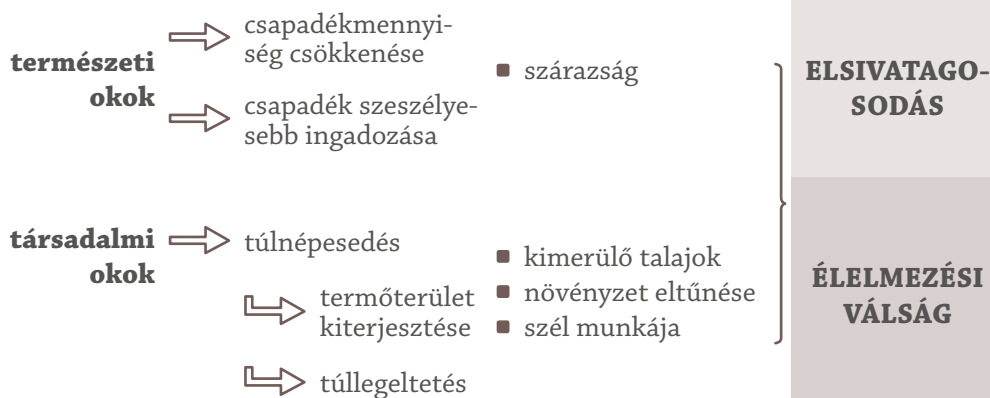 természeti
okok
csapadékmennyi-
ség csökkenése
csapadék szeszélye-
sebb ingadozása
■ szárazság
társadalmi
okok
túlnépesedés
termőterület
kiterjesztése
túllegeltetés
■ kimerülő talajok
■ növényzet eltűnése
■ szél munkája
ELSIVATAGO-
SODÁS
ÉLELMEZÉSI
VÁLSÁG